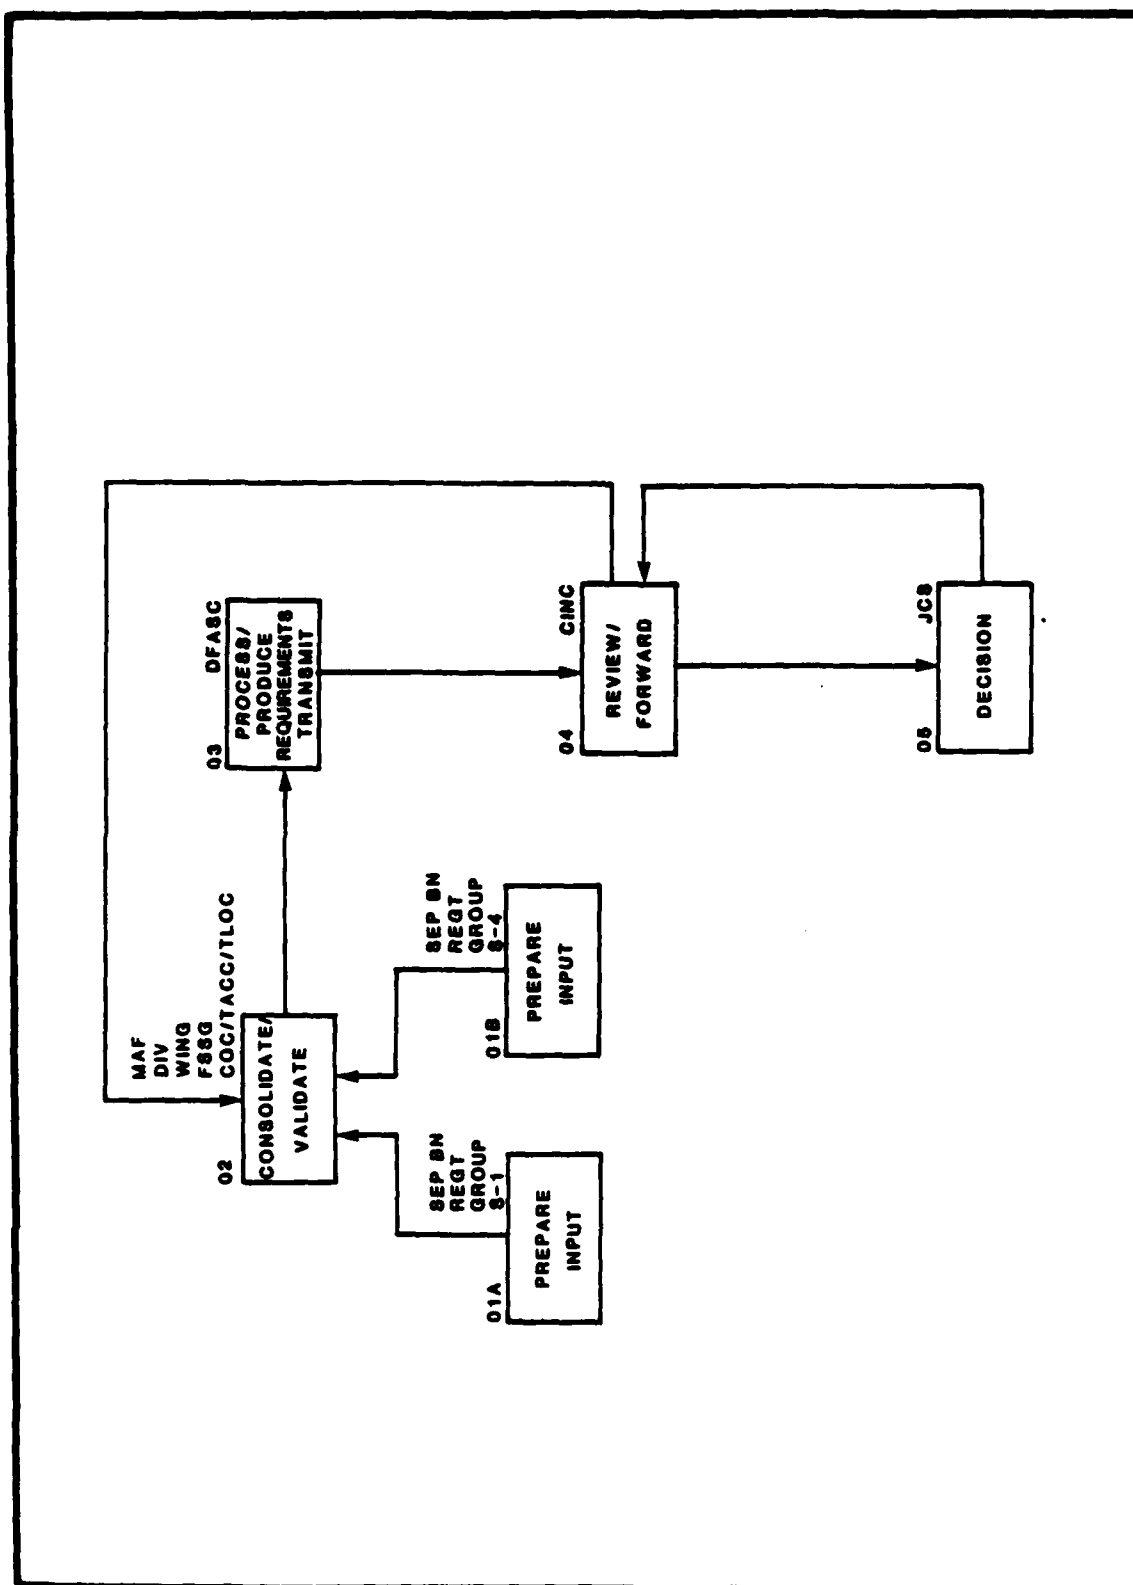 MAF
DIV
WING
FSSG
COC/TACC/TLOC
02
CONSOLIDATE/
VALIDATE
03
DFASC
PROCESS/
PRODUCE
REQUIREMENTS
TRANSMIT
SEP BN
REGT
GROUP
S-1
01A
PREPARE
INPUT
SEP BN
REGT
GROUP
S-4
01B
PREPARE
INPUT
04
CINC
REVIEW/
FORWARD
05
JCS
DECISION